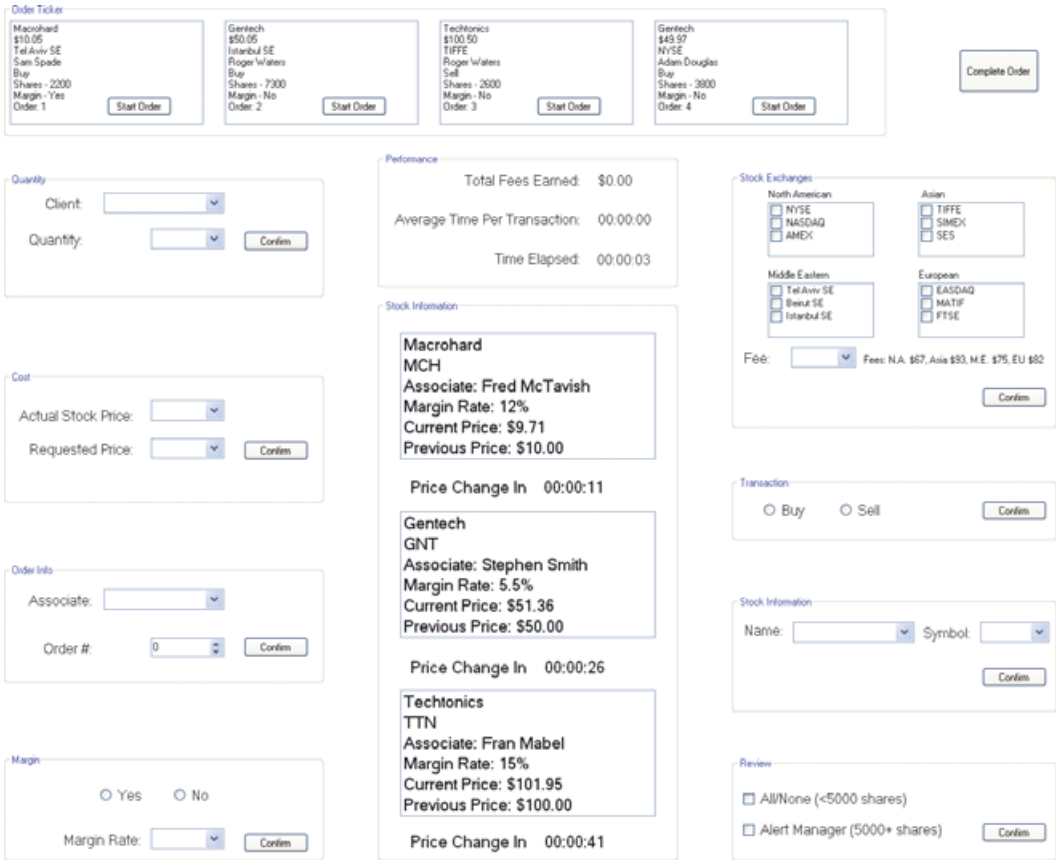 Order Ticker
Macrohard
$10.05
Tel Aviv SE
Sam Spade
Buy
Shares - 2200
Margin - Yes
Order: 1
Start Order
Gentech
$50.05
Istanbul SE
Roger Waters
Buy
Shares - 7300
Margin - No
Order: 2
Start Order
Techtonics
$100.50
TIFFE
Roger Waters
Sell
Shares - 2600
Margin - No
Order: 3
Start Order
Gentech
$49.97
NYSE
Adam Douglas
Buy
Shares - 3800
Margin - No
Order: 4
Start Order
Complete Order
Quantity
Client:
Quantity:
Confirm
Cost
Actual Stock Price:
Requested Price:
Confirm
Order Info
Associate:
Order #:
0
Confirm
Margin
Yes
No
Margin Rate:
Confirm
Perfomance
Total Fees Earned: $0.00
Average Time Per Transaction: 00:00:00
Time Elapsed: 00:00:03
Stock Information
Macrohard
MCH
Associate: Fred McTavish
Margin Rate: 12%
Current Price: $9.71
Previous Price: $10.00
Price Change In 00:00:11
Gentech
GNT
Associate: Stephen Smith
Margin Rate: 5.5%
Current Price: $51.36
Previous Price: $50.00
Price Change In 00:00:26
Techtonics
TTN
Associate: Fran Mabel
Margin Rate: 15%
Current Price: $101.95
Previous Price: $100.00
Price Change In 00:00:41
Stock Exchanges
North American
NYSE
NASDAQ
AMEX
Asian
TIFFE
SIMEX
SES
Middle Eastern
Tel Aviv SE
Beirut SE
Istanbul SE
European
EASDAQ
MATIF
FTSE
Fee:
Fees: N.A. $67, Asia $93, M.E. $75, EU $82
Confirm
Transaction
Buy
Sell
Confirm
Stock Information
Name:
Symbol:
Confirm
Review
All/None (<5000 shares)
Alert Manager (5000+ shares)
Confirm